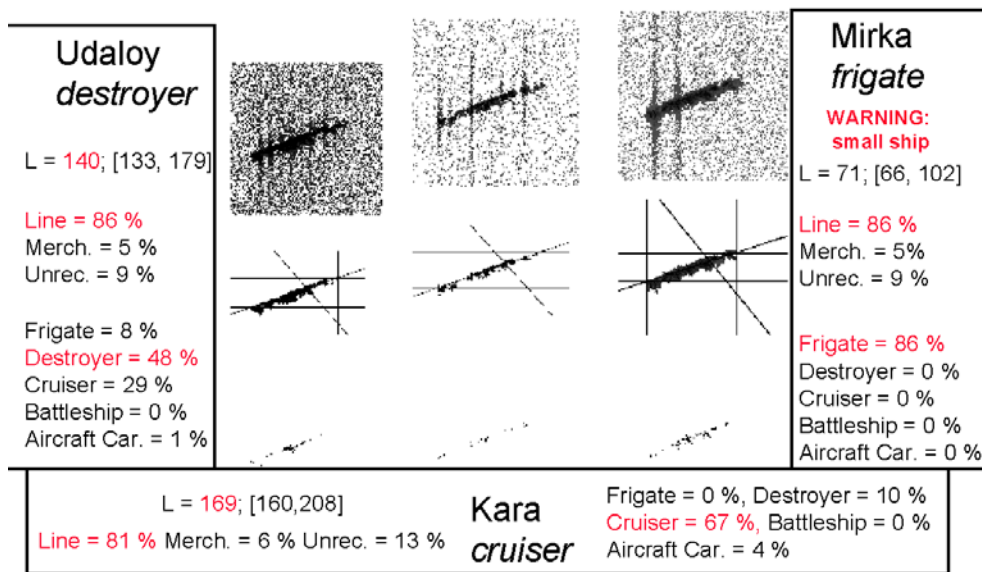 Udaloy
destroyer
L = 140; [133, 179]
Line = 86 %
Merch. = 5 %
Unrec. = 9 %
Frigate = 8 %
Destroyer = 48 %
Cruiser = 29 %
Battleship = 0 %
Aircraft Car. = 1 %
Mirka
frigate
WARNING:
small ship
L = 71; [66, 102]
Line = 86 %
Merch. = 5%
Unrec. = 9 %
Frigate = 86 %
Destroyer = 0 %
Cruiser = 0 %
Battleship = 0 %
Aircraft Car. = 0 %
L = 169; [160,208]
Line = 81 % Merch. = 6 % Unrec. = 13 %
Kara
cruiser
Frigate = 0 %, Destroyer = 10 %
Cruiser = 67 %, Battleship = 0 %
Aircraft Car. = 4 %